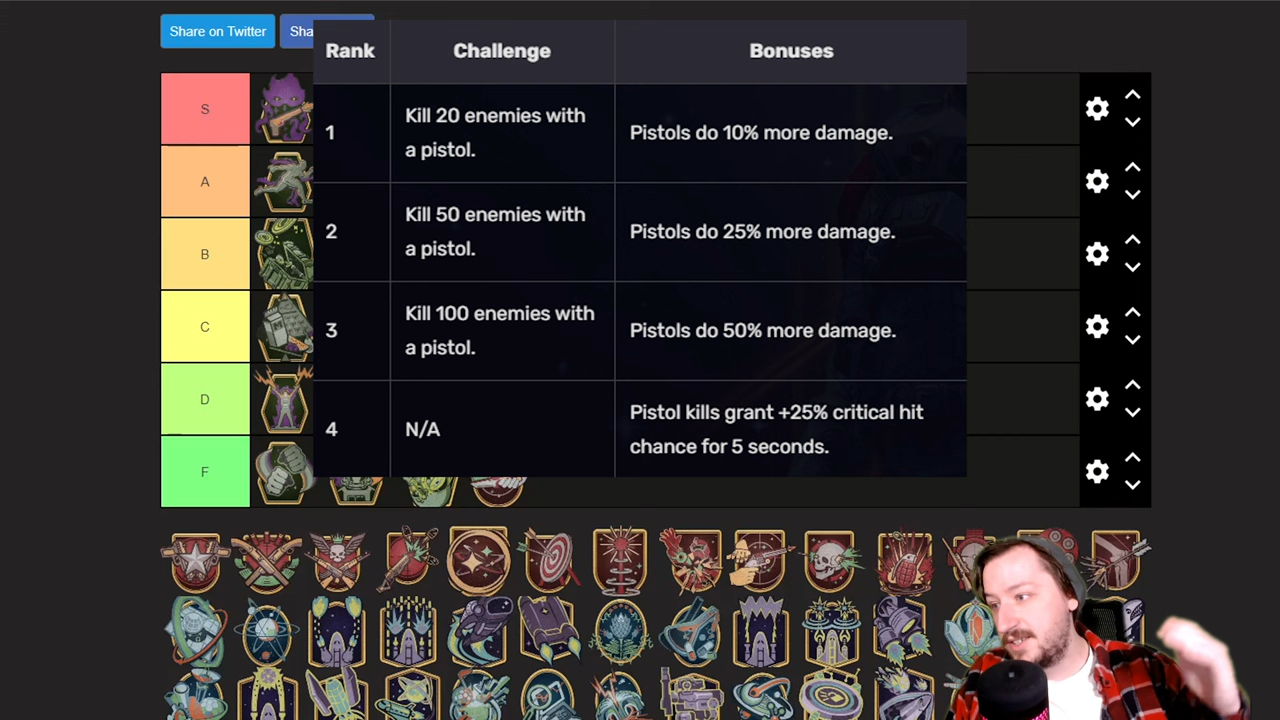 Share on Twitter
Sha
Rank Challenge Bonuses
1 Kill 20 enemies with
a pistol. Pistols do 10% more damage.
2 Kill 50 enemies with
a pistol. Pistols do 25% more damage.
3 Kill 100 enemies with
a pistol. Pistols do 50% more damage.
4 N/A Pistol kills grant +25% critical hit
chance for 5 seconds.
S
A
B
C
D
F